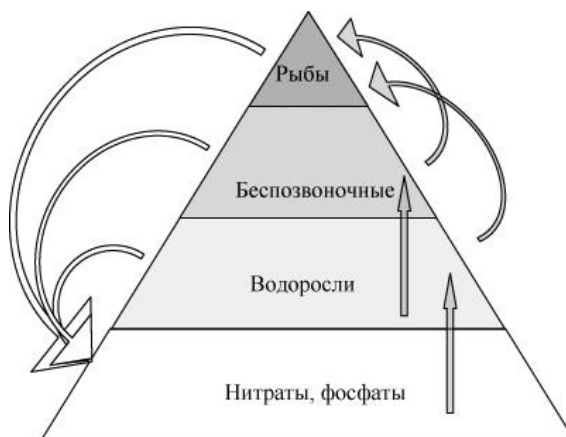 Рыбы
Беспозвоночные
Водоросли
Нитраты, фосфаты